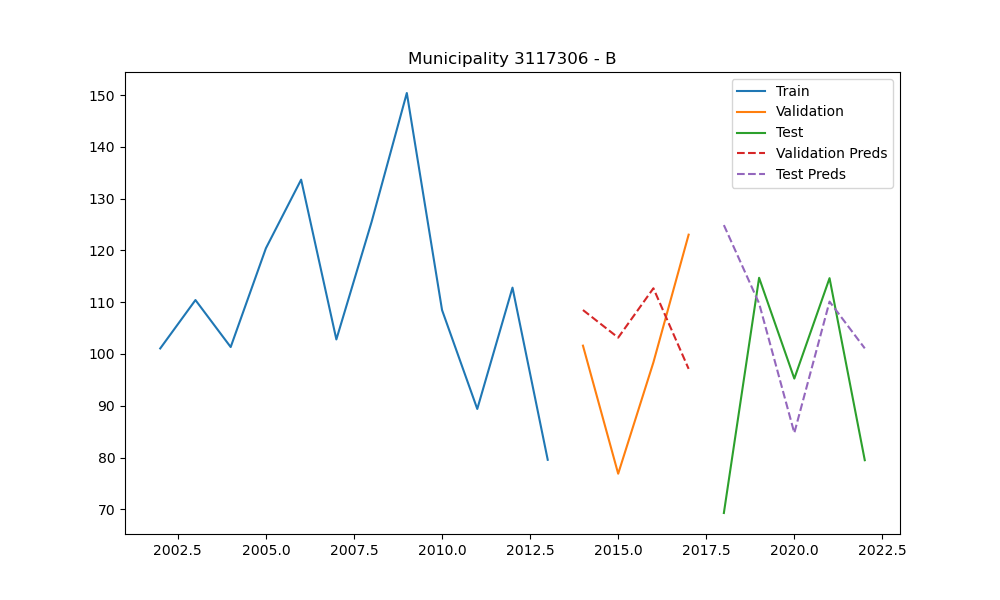 Municipality 3117306 - B
Train
Validation
Test
Validation Preds
Test Preds
150
140
130
120
110
100
90
80
70
2002.5 2005.0 2007.5 2010.0 2012.5 2015.0 2017.5 2020.0 2022.5